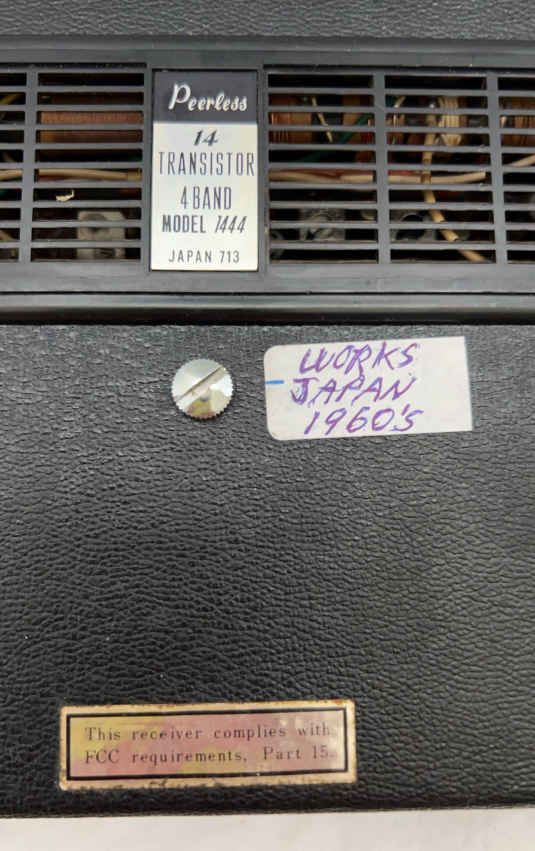 Peerless
14
TRANSISTOR
4 BAND
MODEL 1444
JAPAN 713
WORKS
JAPAN
1960'S
This receiver complies with
FCC requirements, Part 15.